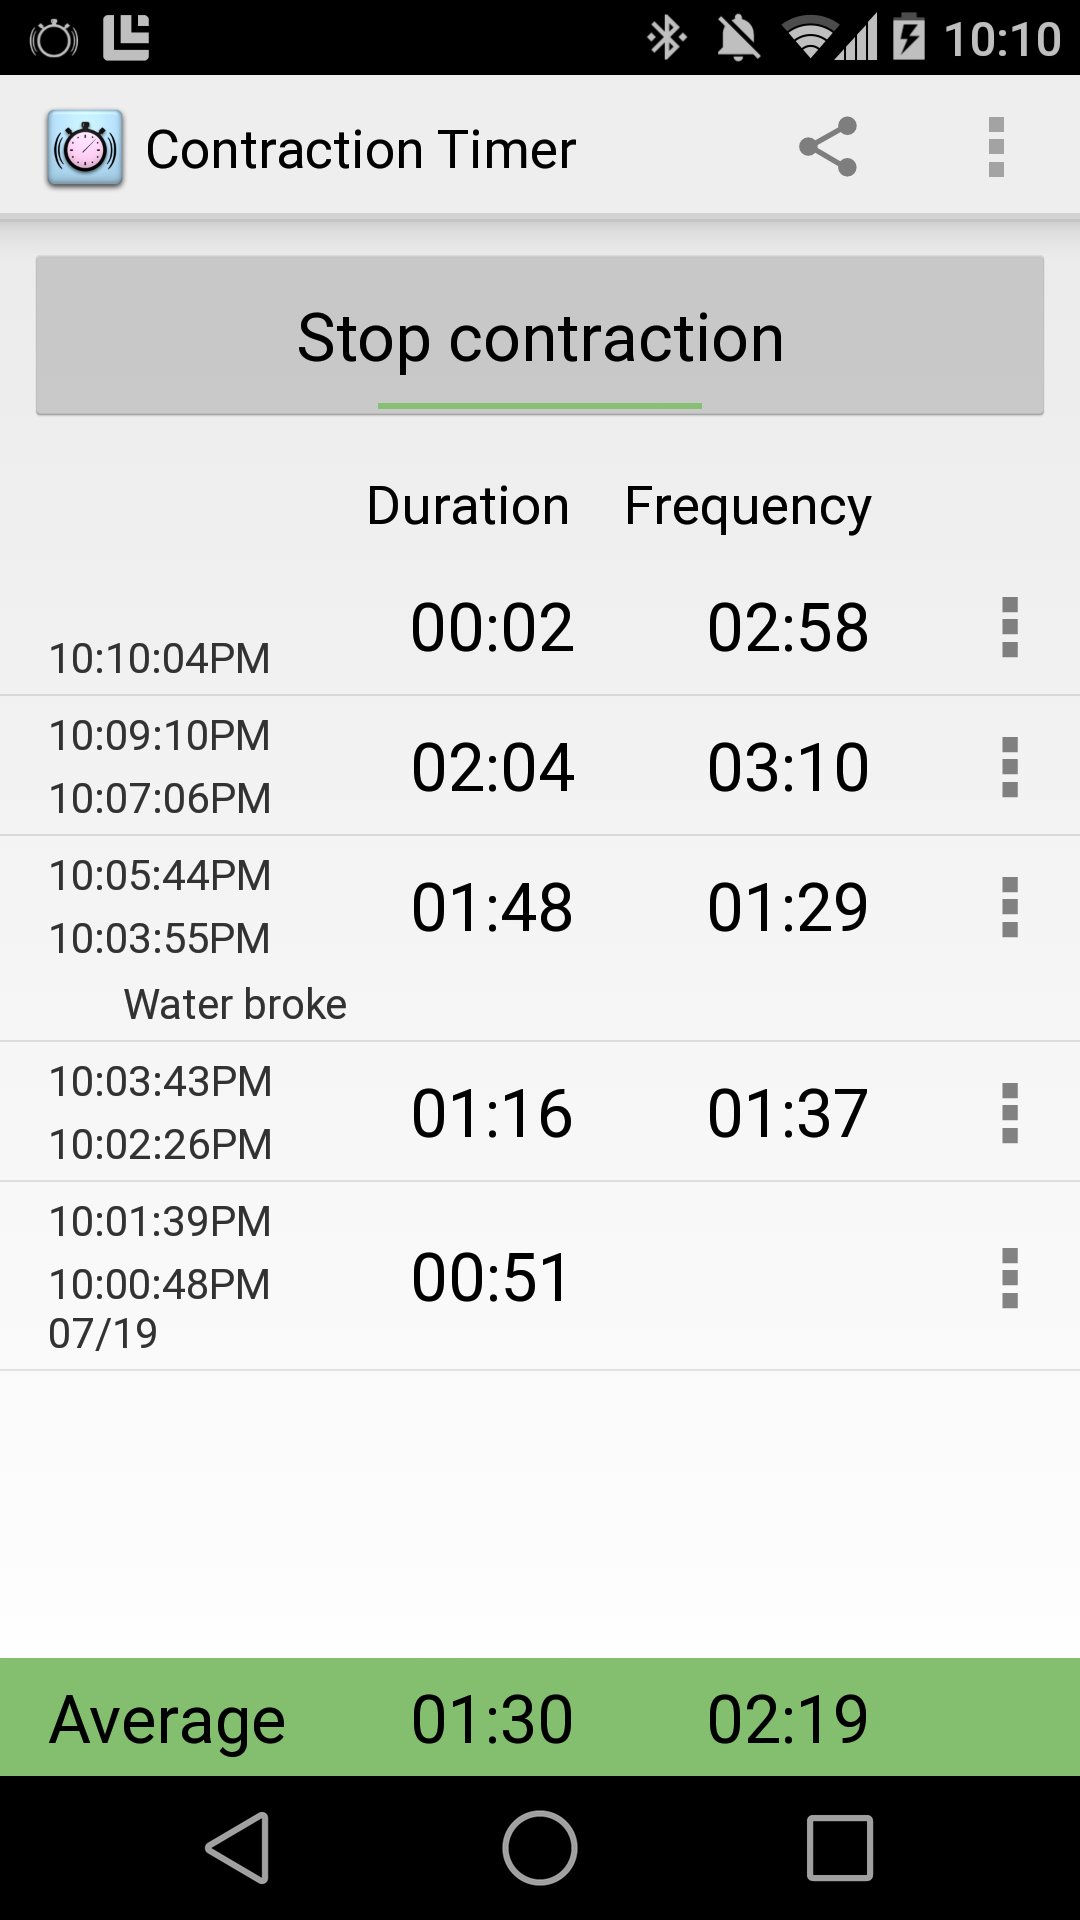 10:10
Contraction Timer
Stop contraction
Duration Frequency
00:02 02:58
10:10:04PM
10:09:10PM
02:04 03:10
10:07:06PM
10:05:44PM
01:48 01:29
10:03:55PM
Water broke
10:03:43PM
01:16 01:37
10:02:26PM
10:01:39PM
00:51
10:00:48PM
07/19
Average 01:30 02:19